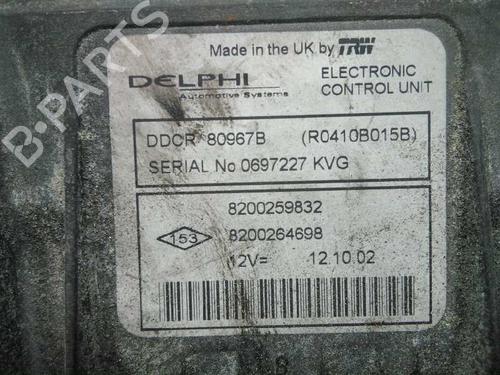 Made in the UK by TRW
DELPHI
Automotive Systems
ELECTRONIC
CONTROL UNIT
DDCR 80967B (R0410B015B)
SERIAL No 0697227 KVG
8200259832
153 8200264698
12V= 12.10.02
B-PARTS